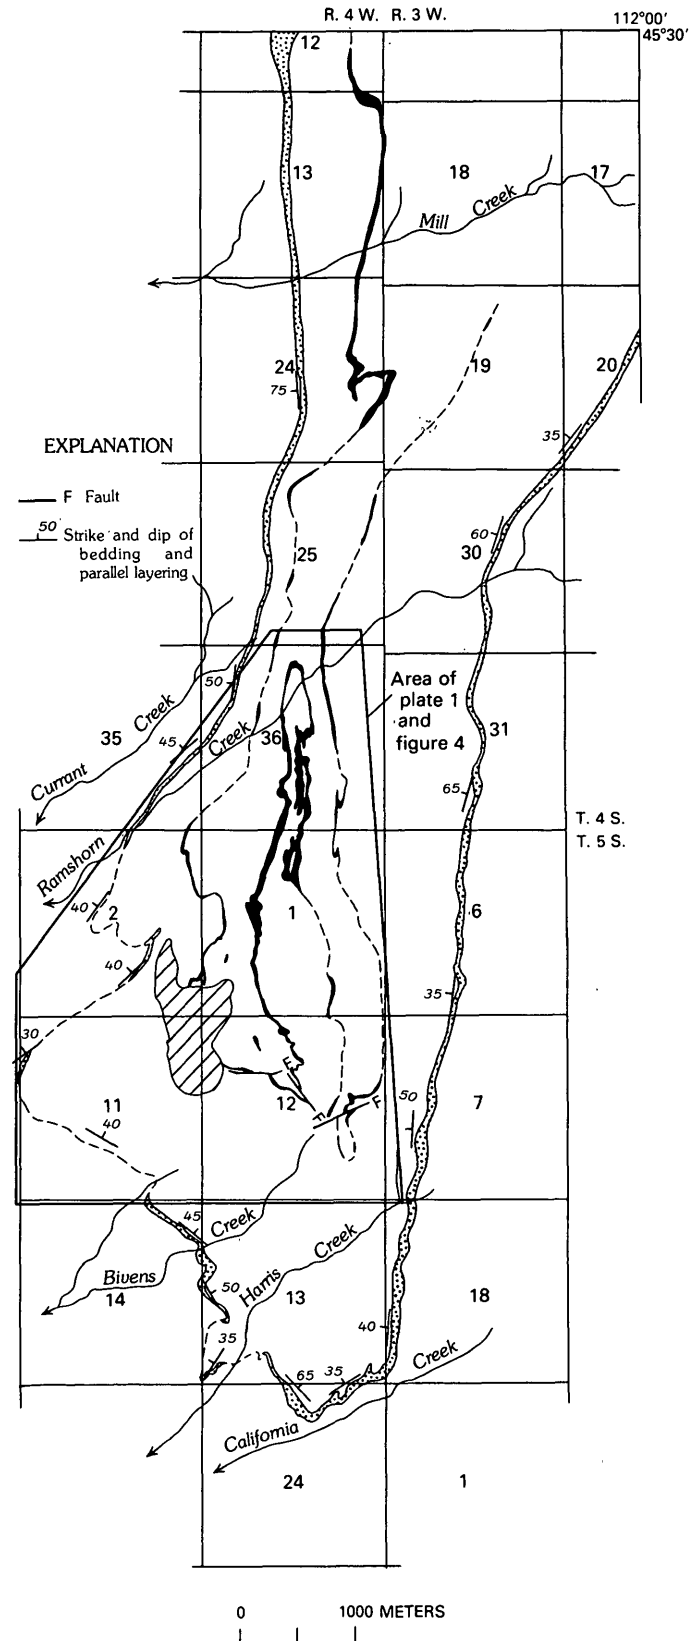 R. 4 W. R. 3 W.
112°00'
45°30'
12
13
18
17
Mill Creek
24
75
19
20
35
EXPLANATION
F Fault
50 Strike and dip of
bedding and
parallel layering
60
30
25
50
Area of
plate 1
and
figure 4
35
Currant Creek
45
36
31
65
Ramshorn Creek
T. 4 S.
T. 5 S.
40
2
1
6
40
35
30
F
11
12
F
F
50
7
40
45
Bivens Creek
14
50
Harris Creek
13
18
35
40
65
35
California Creek
24
1
0 1000 METERS